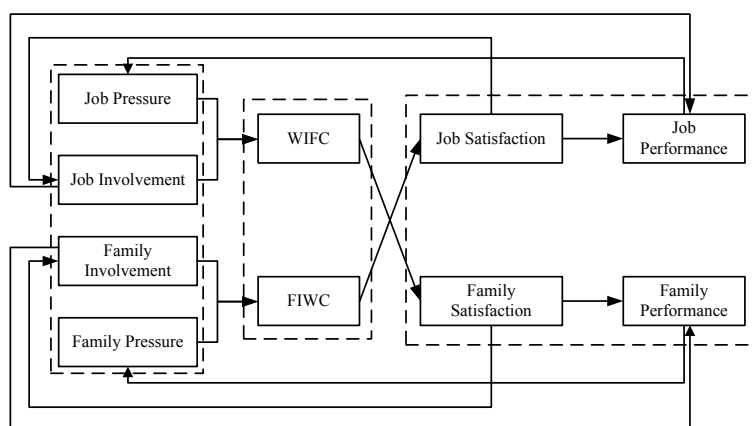 Job Pressure
Job Involvement
Family
Involvement
Family Pressure
WIFC
FIWC
Job Satisfaction
Family
Satisfaction
Job
Performance
Family
Performance